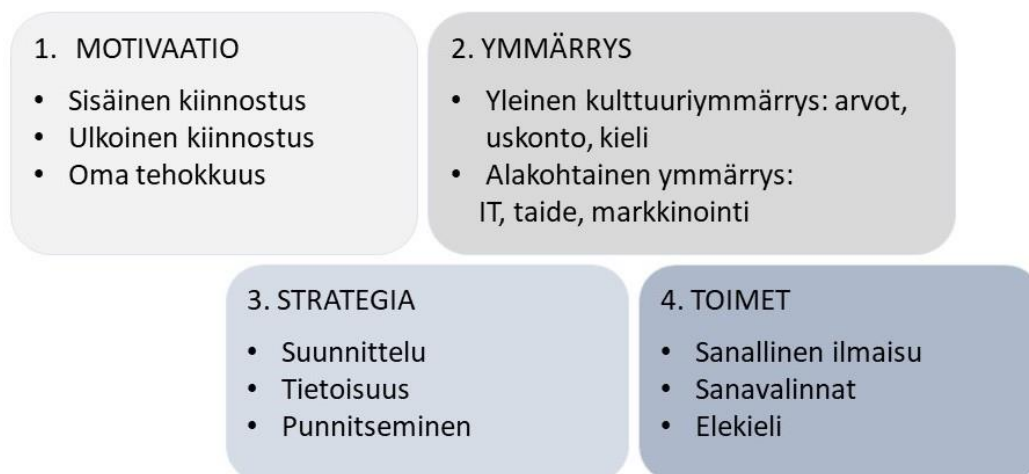 1. MOTIVAATIO
• Sisäinen kiinnostus
• Ulkoinen kiinnostus
• Oma tehokkuus
2. YMMÄRRYS
• Yleinen kulttuuriymmärrys: arvot,
uskonto, kieli
• Alakohtainen ymmärrys:
IT, taide, markkinointi
3. STRATEGIA
• Suunnittelu
• Tietoisuus
• Punnitseminen
4. TOIMET
• Sanallinen ilmaisu
• Sanavalinnat
• Elekieli